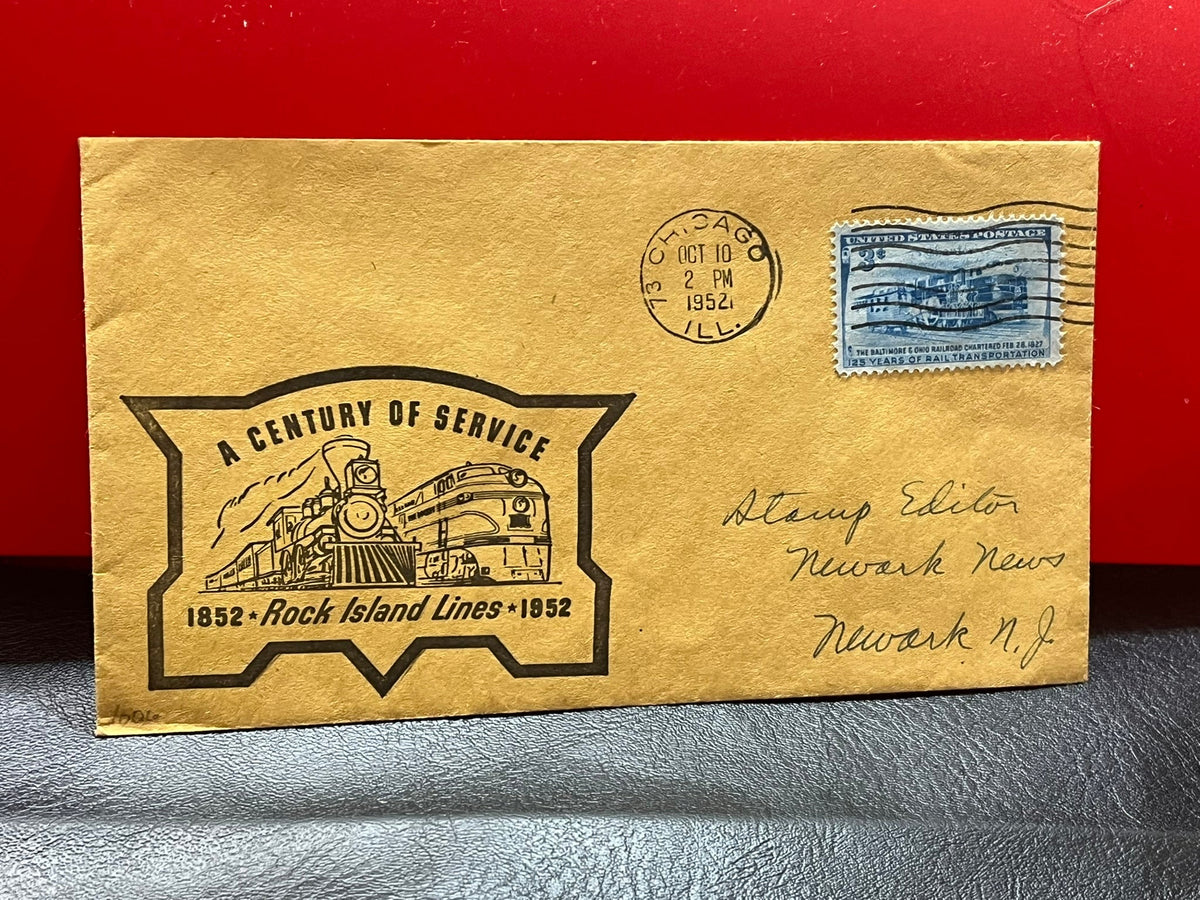 73 CHICAGO
OCT 10
2 PM
1952
ILL.
UNITED STATES POSTAGE
3¢
THE BALTIMORE & OHIO RAILROAD CHARTERED FEB. 28, 1827
125 YEARS OF RAIL TRANSPORTATION
A CENTURY OF SERVICE
1852 ★ Rock Island Lines ★ 1952
Stamp Editor
Newark News
Newark N.J.